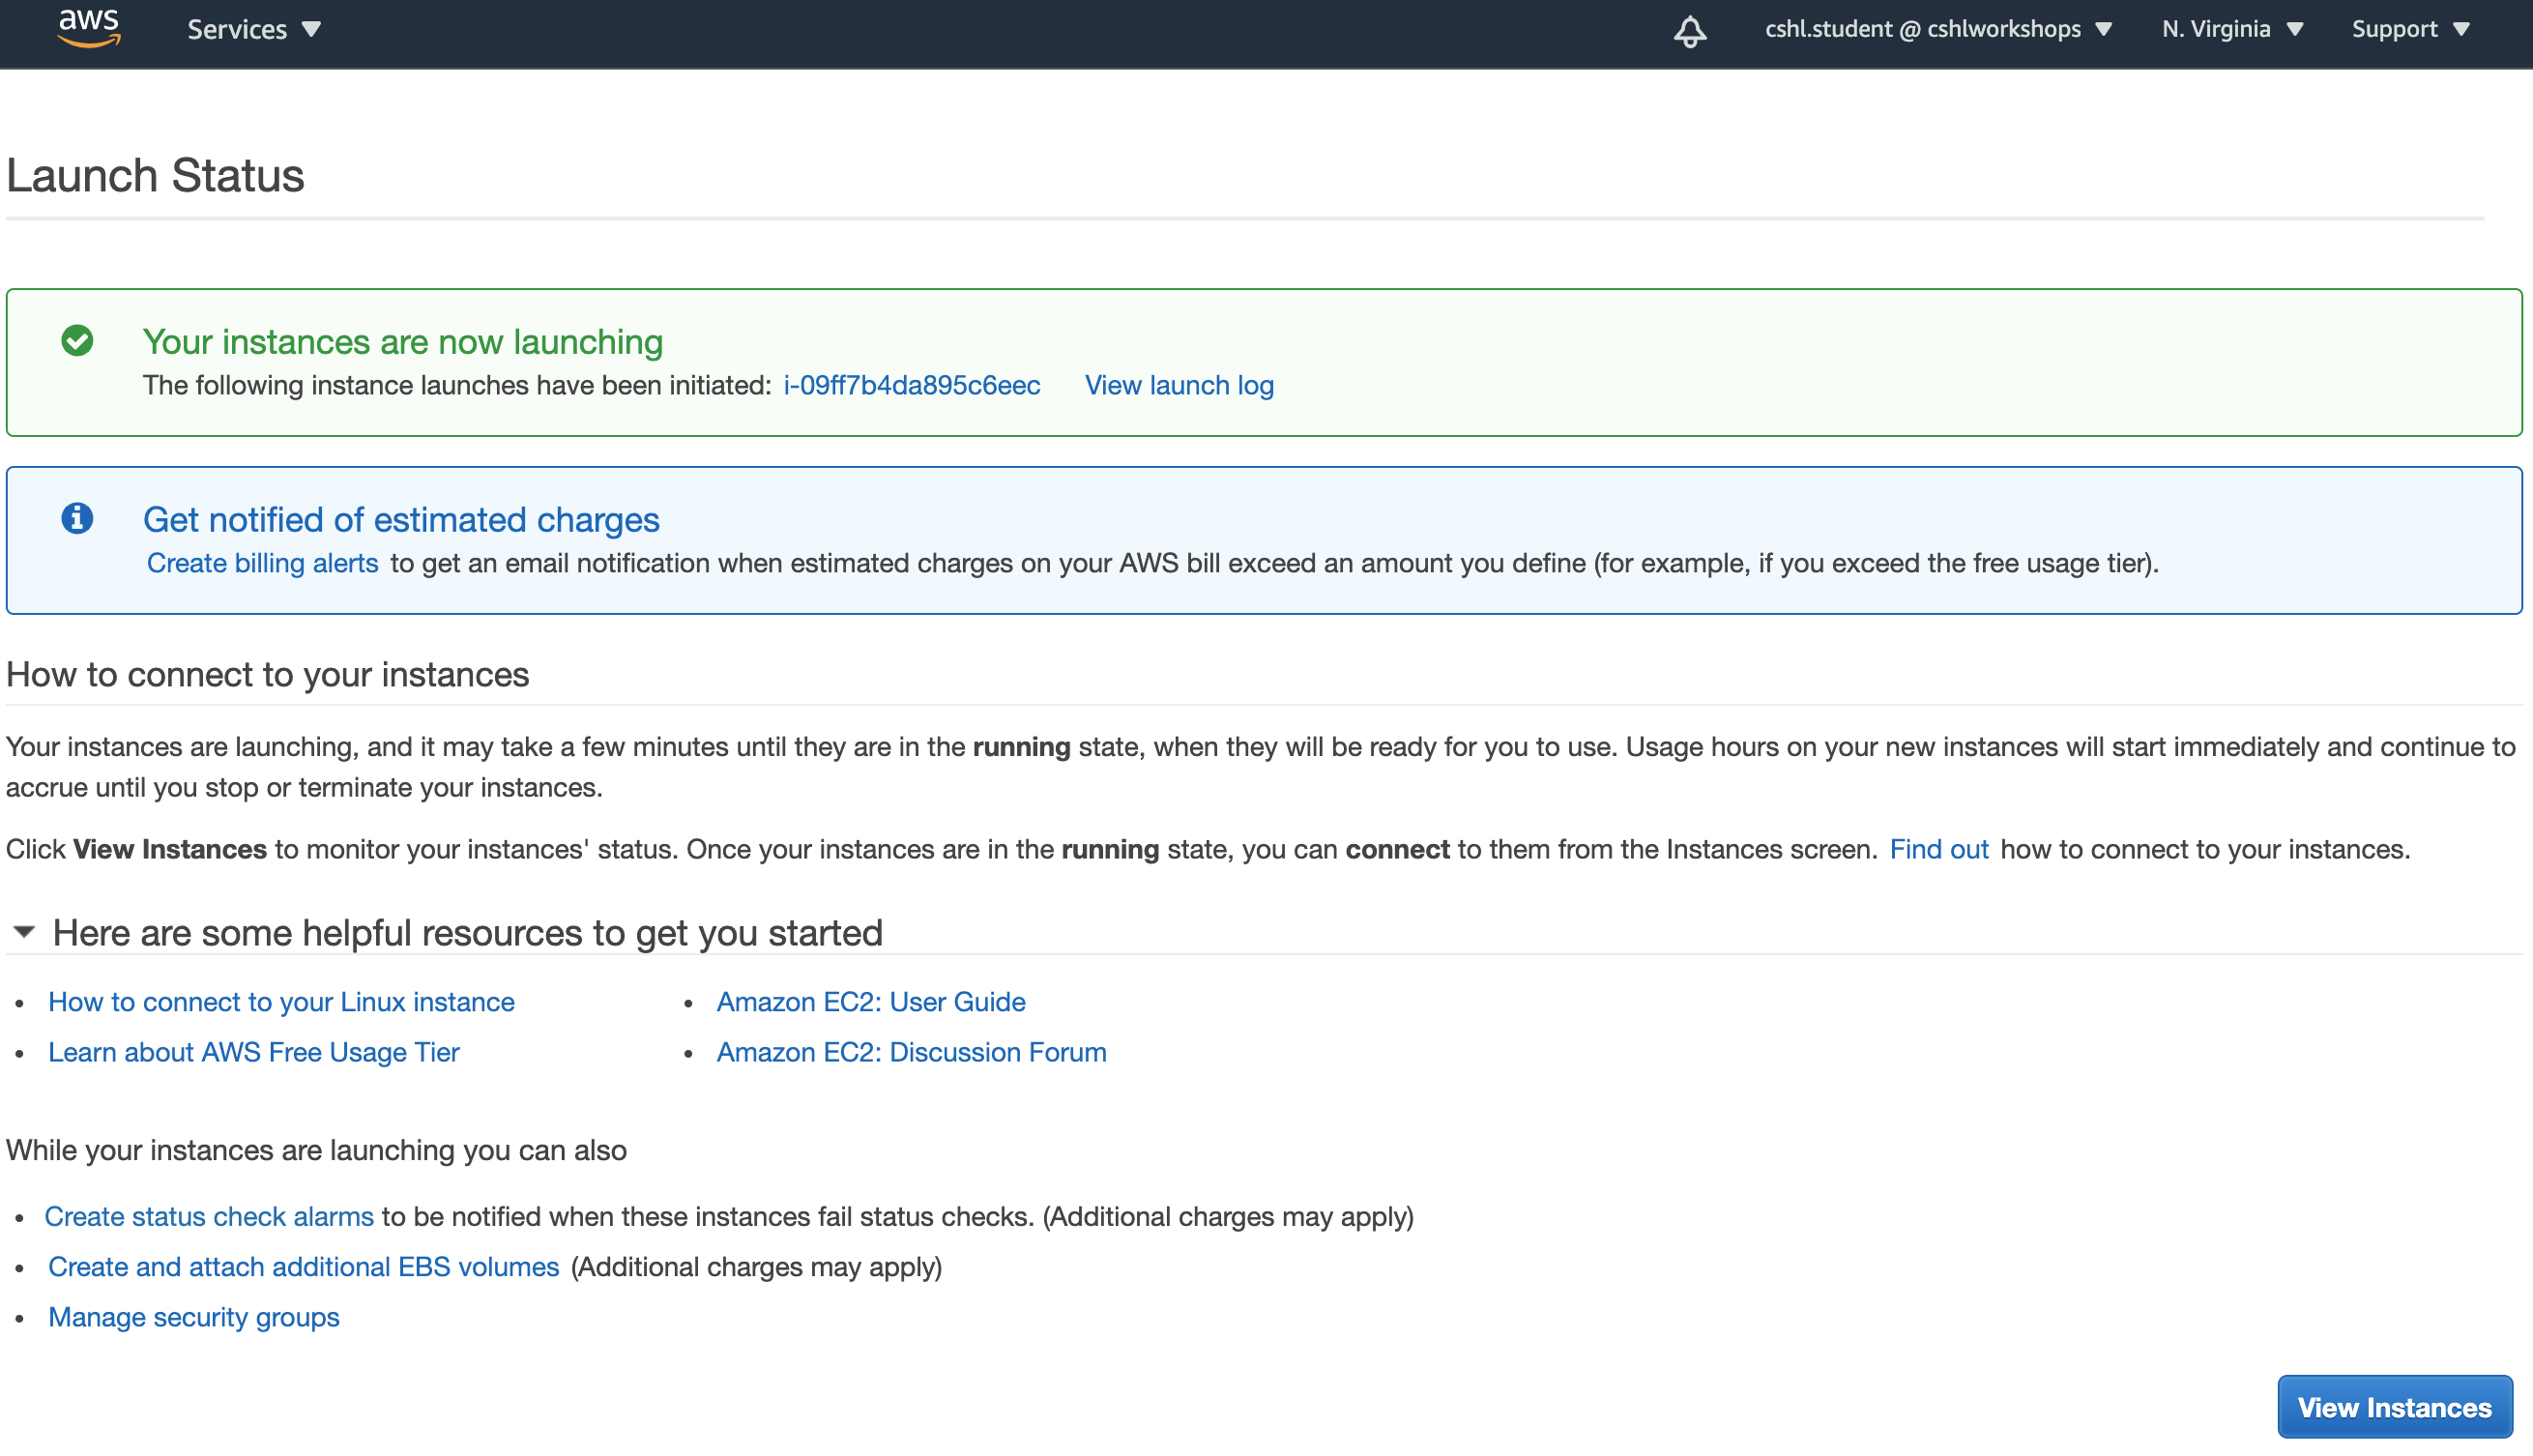 aws Services cshl.student @ cshlworkshops N. Virginia Support
Launch Status
Your instances are now launching
The following instance launches have been initiated: i-09ff7b4da895c6eec View launch log
Get notified of estimated charges
Create billing alerts to get an email notification when estimated charges on your AWS bill exceed an amount you define (for example, if you exceed the free usage tier).
How to connect to your instances
Your instances are launching, and it may take a few minutes until they are in the running state, when they will be ready for you to use. Usage hours on your new instances will start immediately and continue to
accrue until you stop or terminate your instances.
Click View Instances to monitor your instances' status. Once your instances are in the running state, you can connect to them from the Instances screen. Find out how to connect to your instances.
Here are some helpful resources to get you started
• How to connect to your Linux instance
• Learn about AWS Free Usage Tier
• Amazon EC2: User Guide
• Amazon EC2: Discussion Forum
While your instances are launching you can also
• Create status check alarms to be notified when these instances fail status checks. (Additional charges may apply)
• Create and attach additional EBS volumes (Additional charges may apply)
• Manage security groups
View Instances